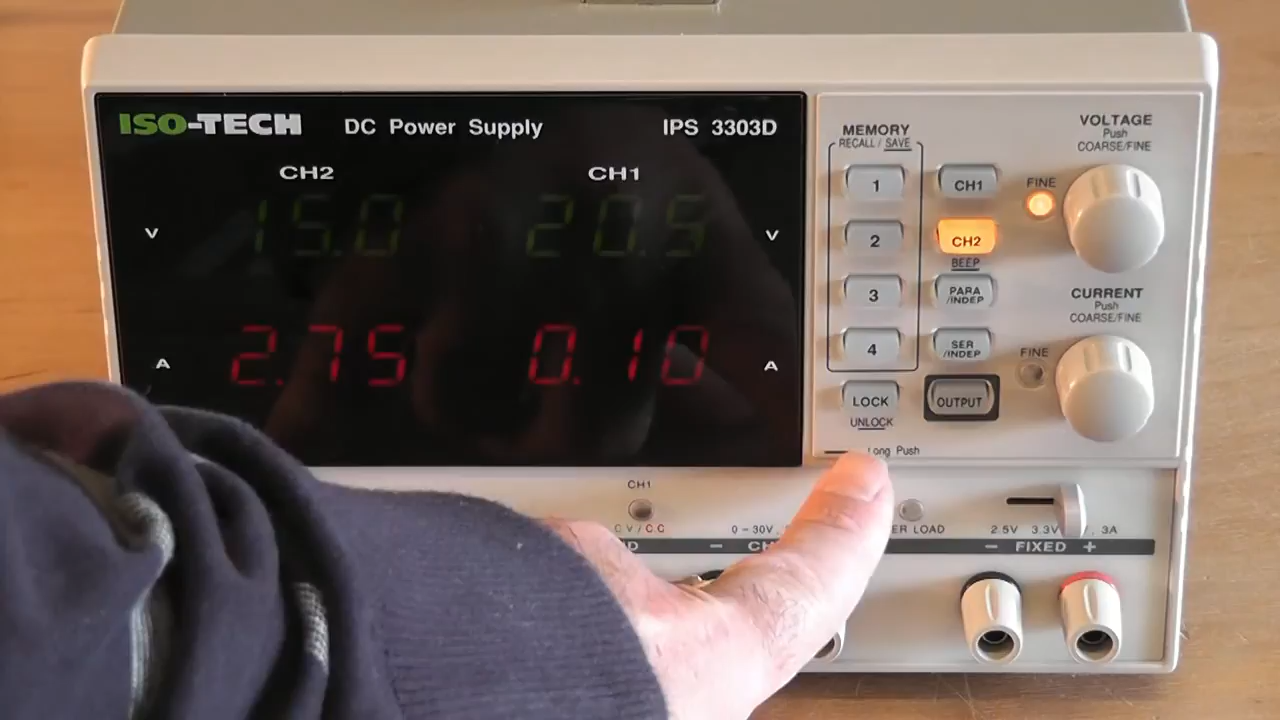 ISO-TECH DC Power Supply IPS 3303D
CH2 CH1
V 15.0 20.5 V
A 2.75 0.10 A
MEMORY
RECALL / SAVE
1
2
3
4
LOCK
UNLOCK
Long Push
CH1
CH2
BEEP
PARA
/INDEP
SER
/INDEP
OUTPUT
VOLTAGE
Push
COARSE/FINE
FINE
CURRENT
Push
COARSE/FINE
FINE
CH1
C.V / C.C
0 – 30V
LOAD
2.5V 3.3V 3A
– FIXED +